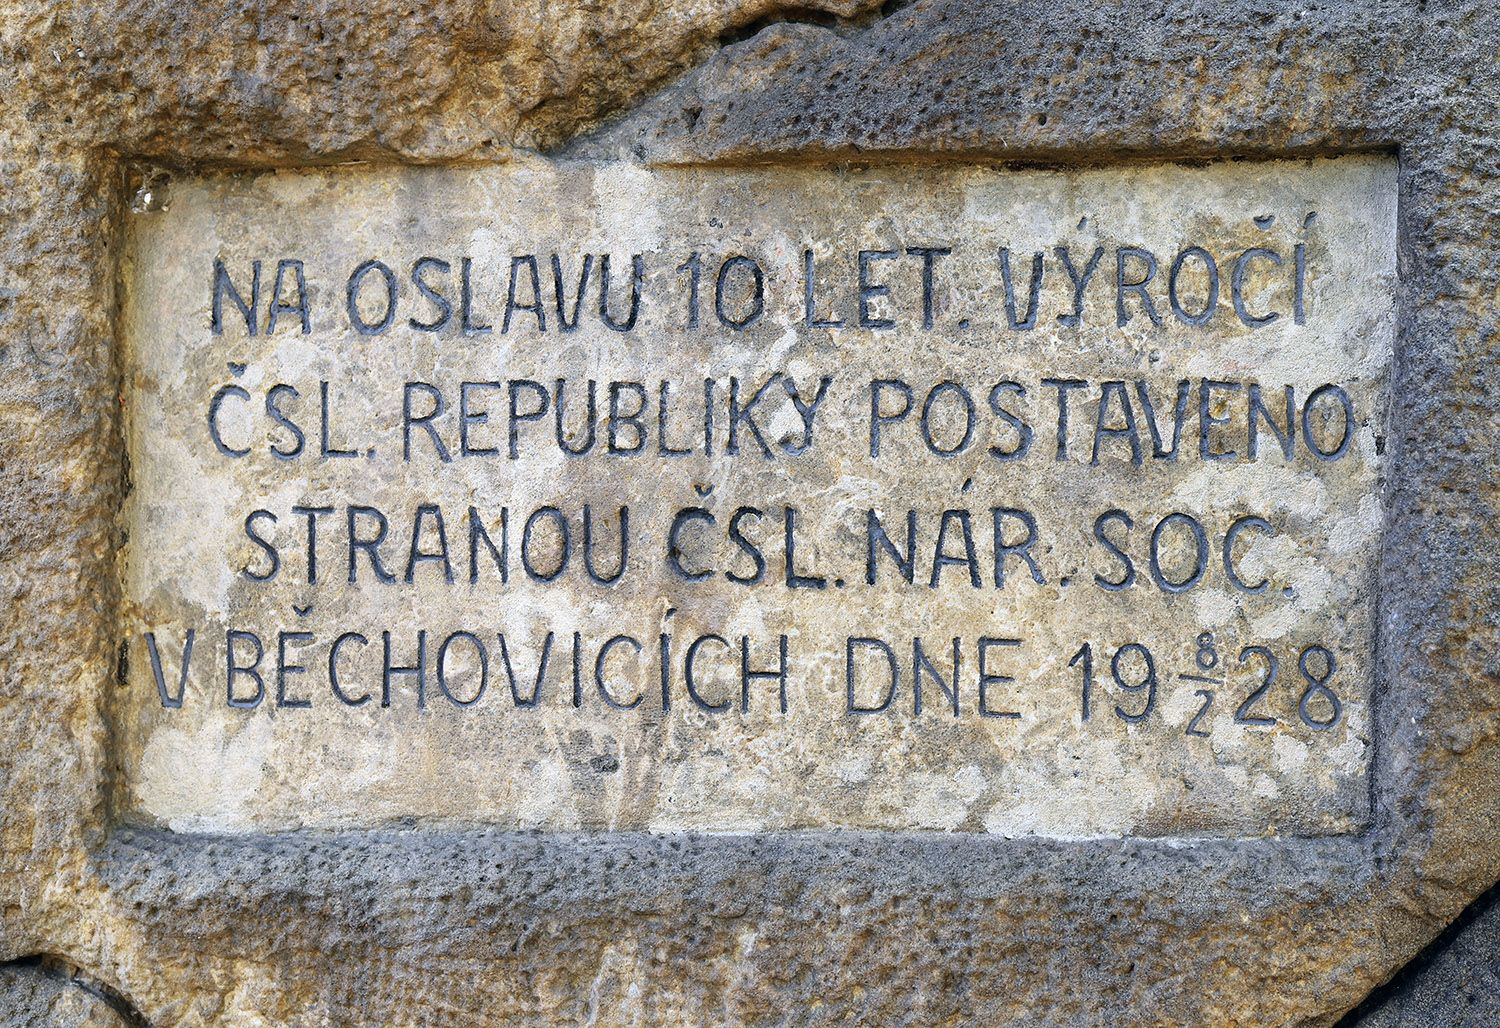 NA OSLAVU 10 LET. VÝROČÍ
ČSL. REPUBLIKY POSTAVENO
STRANOU ČSL. NÁR. SOC.
V BĚCHOVICÍCH DNE 19 8/2 28